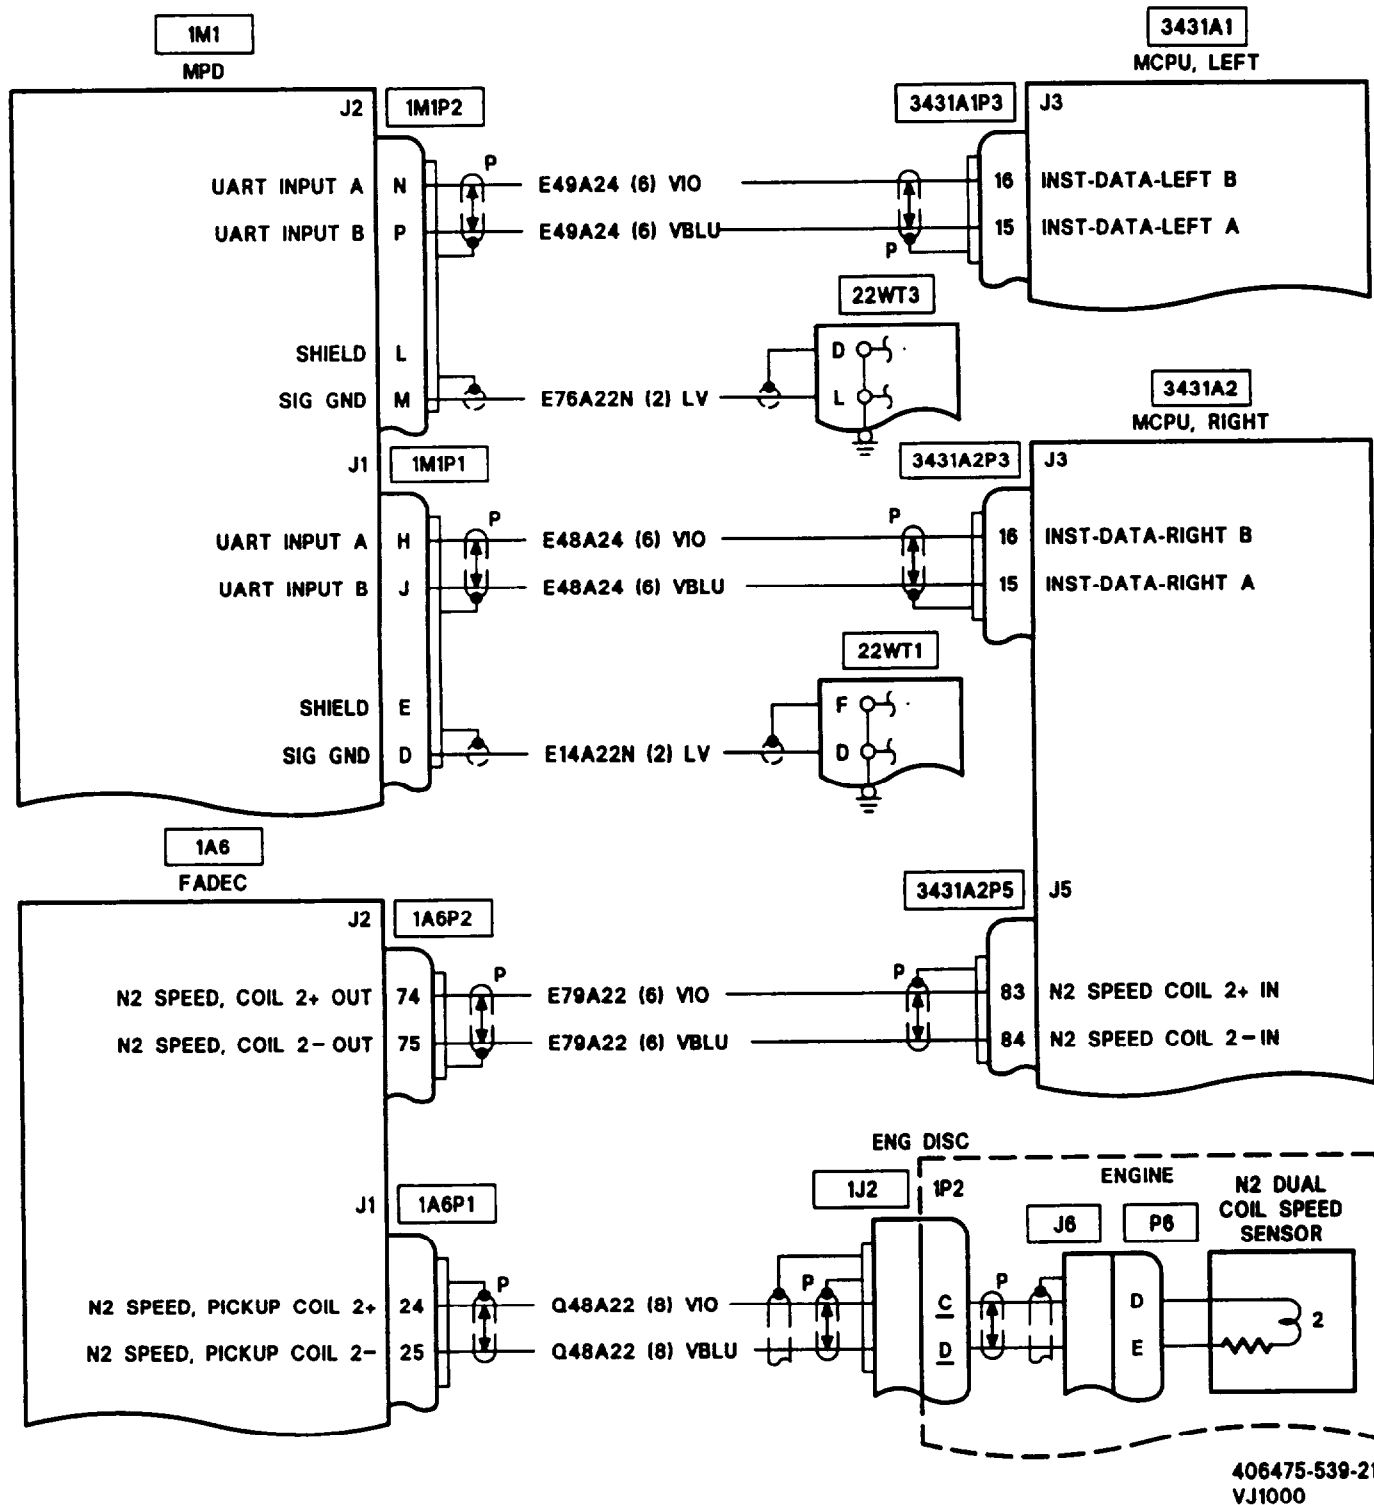 1M1
MPD
3431A1
MCPU, LEFT
J2
1M1P2
3431A1P3
J3
P
UART INPUT A N
E49A24 (6) VIO
16 INST-DATA-LEFT B
UART INPUT B P
E49A24 (6) VBLU
15 INST-DATA-LEFT A
P
22WT3
SHIELD L
D
SIG GND M
E76A22N (2) LV
L
3431A2
MCPU, RIGHT
J1
1M1P1
3431A2P3
J3
P
P
UART INPUT A H
E48A24 (6) VIO
16 INST-DATA-RIGHT B
UART INPUT B J
E48A24 (6) VBLU
15 INST-DATA-RIGHT A
22WT1
SHIELD E
F
SIG GND D
E14A22N (2) LV
D
1A6
FADEC
3431A2P5
J5
J2
1A6P2
P
P
N2 SPEED, COIL 2+ OUT 74
E79A22 (6) VIO
83 N2 SPEED COIL 2+ IN
N2 SPEED, COIL 2- OUT 75
E79A22 (6) VBLU
84 N2 SPEED COIL 2- IN
ENG DISC
ENGINE
J1
1A6P1
1J2
1P2
J6
P6
N2 DUAL
COIL SPEED
SENSOR
P
P
P
N2 SPEED, PICKUP COIL 2+ 24
Q48A22 (8) VIO
C
D
2
N2 SPEED, PICKUP COIL 2- 25
Q48A22 (8) VBLU
D
E
406475-539-21
VJ1000